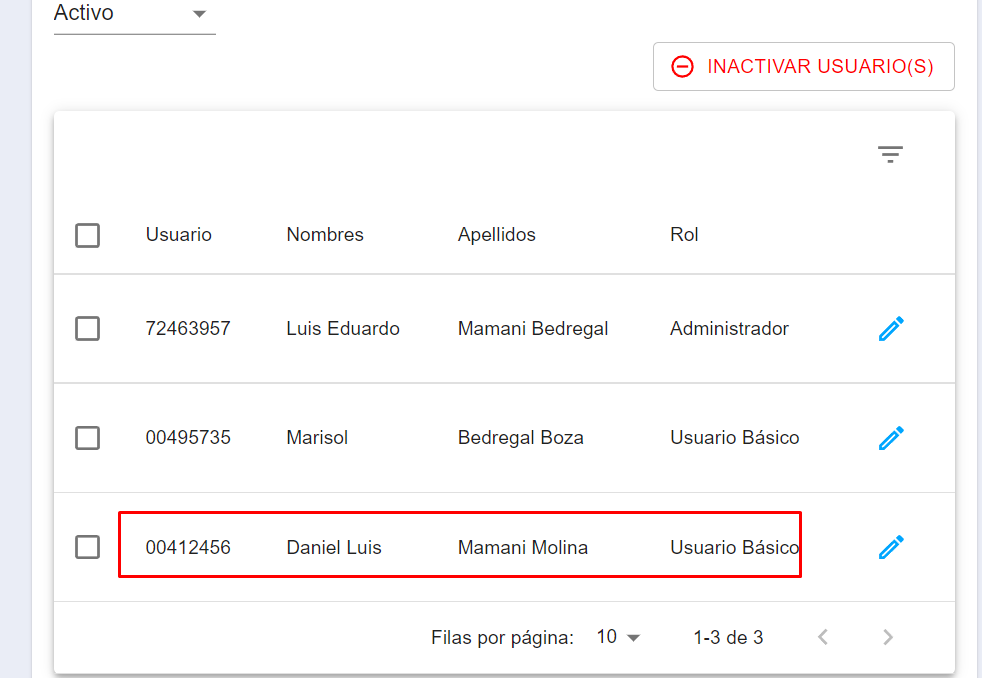 Activo
INACTIVAR USUARIO(S)
Usuario Nombres Apellidos Rol
72463957 Luis Eduardo Mamani Bedregal Administrador
00495735 Marisol Bedregal Boza Usuario Básico
00412456 Daniel Luis Mamani Molina Usuario Básico
Filas por página: 10 1-3 de 3